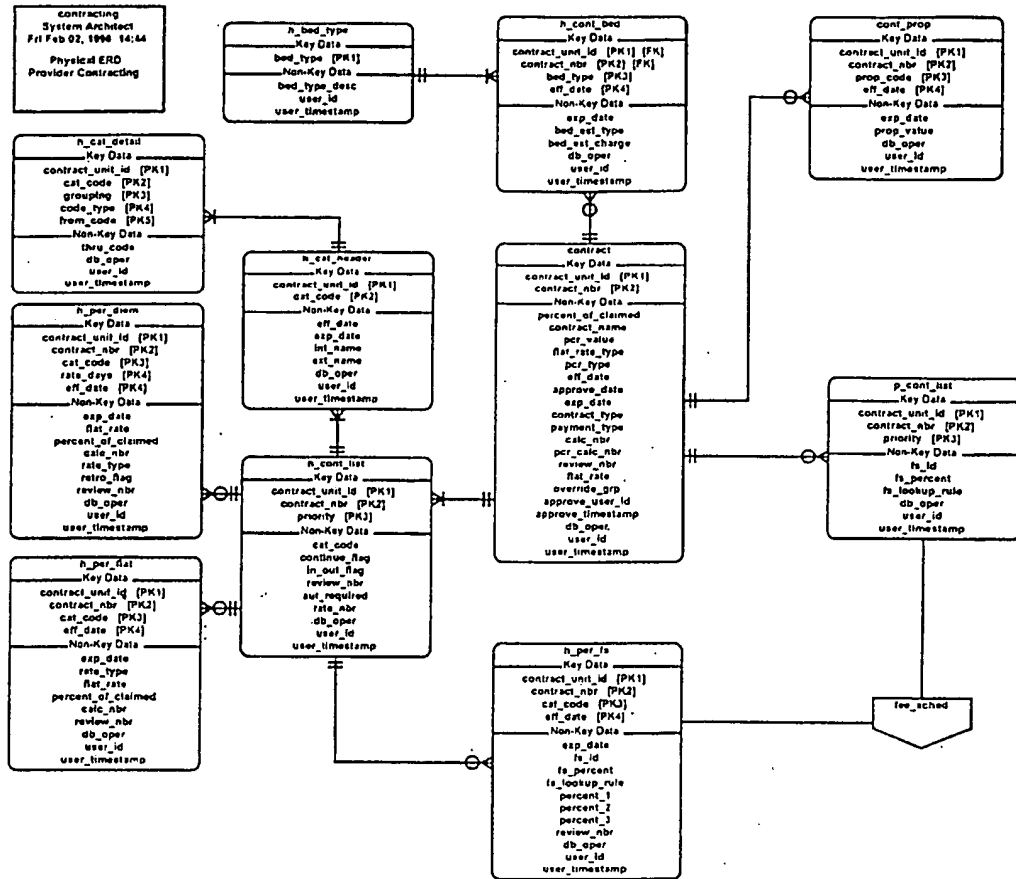 contracting
System Architect
Fri Feb 02, 1996 14:44
Physical ERD
Provider Contracting
h_bed_type
Key Data
bed_type [PK1]
Non-Key Data
bed_type_desc
user_id
user_timestamp
h_cont_bed
Key Data
contract_unit_id [PK1] [FK]
contract_nbr [PK2] [FK]
bed_type [PK3]
eff_date [PK4]
Non-Key Data
exp_date
bed_est_type
bed_est_charge
db_oper
user_id
user_timestamp
cont_prop
Key Data
contract_unit_id [PK1]
contract_nbr [PK2]
prop_code [PK3]
eff_date [PK4]
Non-Key Data
exp_date
prop_value
db_oper
user_id
user_timestamp
h_cat_detail
Key Data
contract_unit_id [PK1]
cat_code [PK2]
grouping [PK3]
code_type [PK4]
from_code [PK5]
Non-Key Data
thru_code
db_oper
user_id
user_timestamp
h_cat_header
Key Data
contract_unit_id [PK1]
cat_code [PK2]
Non-Key Data
eff_date
exp_date
int_name
ext_name
db_oper
user_id
user_timestamp
contract
Key Data
contract_unit_id [PK1]
contract_nbr [PK2]
Non-Key Data
percent_of_claimed
contract_name
pcr_value
flat_rate_type
pcr_type
eff_date
approve_date
exp_date
contract_type
payment_type
calc_nbr
pcr_calc_nbr
review_nbr
flat_rate
override_grp
approve_user_id
approve_timestamp
db_oper
user_id
user_timestamp
h_per_diem
Key Data
contract_unit_id [PK1]
contract_nbr [PK2]
cat_code [PK3]
rate_days [PK4]
eff_date [PK4]
Non-Key Data
exp_date
flat_rate
percent_of_claimed
calc_nbr
rate_type
retro_flag
review_nbr
db_oper
user_id
user_timestamp
p_cont_list
Key Data
contract_unit_id [PK1]
contract_nbr [PK2]
priority [PK3]
Non-Key Data
fs_id
fs_percent
fs_lookup_rule
db_oper
user_id
user_timestamp
h_cont_list
Key Data
contract_unit_id [PK1]
contract_nbr [PK2]
priority [PK3]
Non-Key Data
cat_code
continue_flag
in_out_flag
review_nbr
aut_required
rate_nbr
db_oper
user_id
user_timestamp
h_per_flat
Key Data
contract_unit_id [PK1]
contract_nbr [PK2]
cat_code [PK3]
eff_date [PK4]
Non-Key Data
exp_date
rate_type
flat_rate
percent_of_claimed
calc_nbr
review_nbr
db_oper
user_id
user_timestamp
h_per_fs
Key Data
contract_unit_id [PK1]
contract_nbr [PK2]
cat_code [PK3]
eff_date [PK4]
Non-Key Data
exp_date
fs_id
fs_percent
fs_lookup_rule
percent_1
percent_2
percent_3
review_nbr
db_oper
user_id
user_timestamp
fee_sched